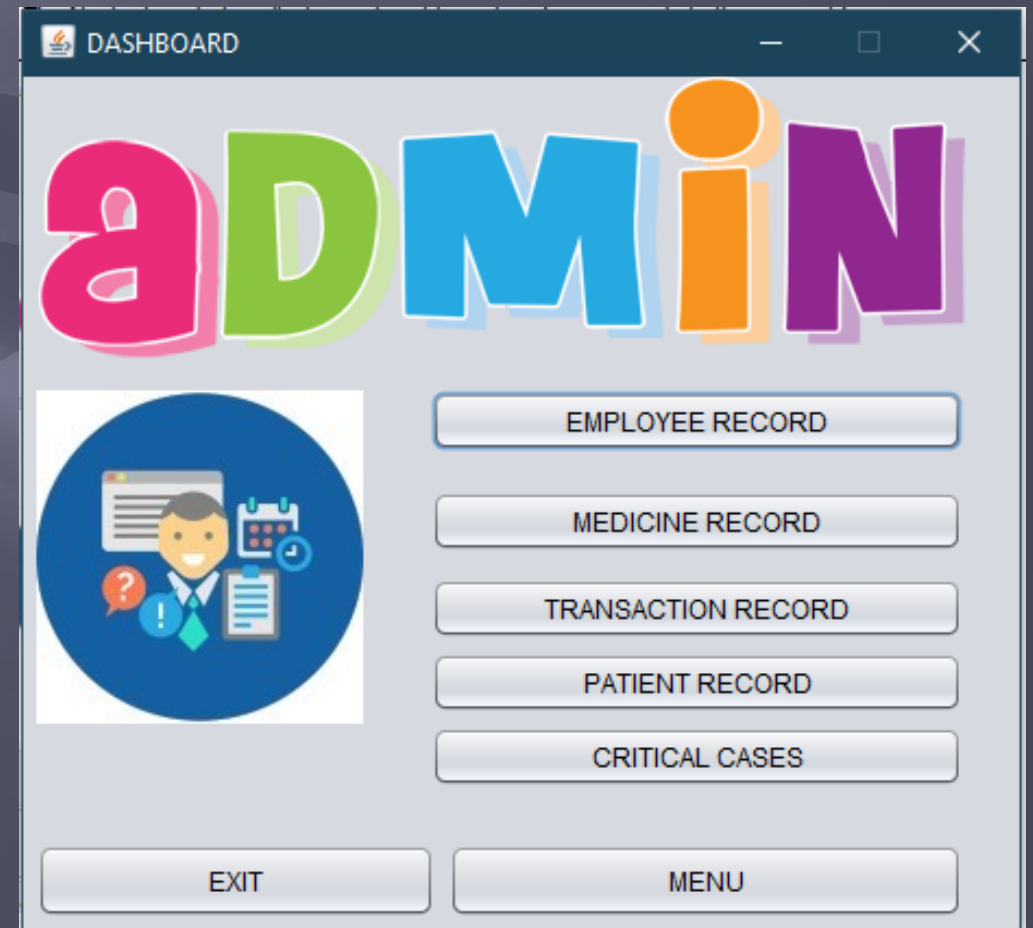 DASHBOARD
aDMiN
EMPLOYEE RECORD
MEDICINE RECORD
TRANSACTION RECORD
PATIENT RECORD
CRITICAL CASES
EXIT
MENU